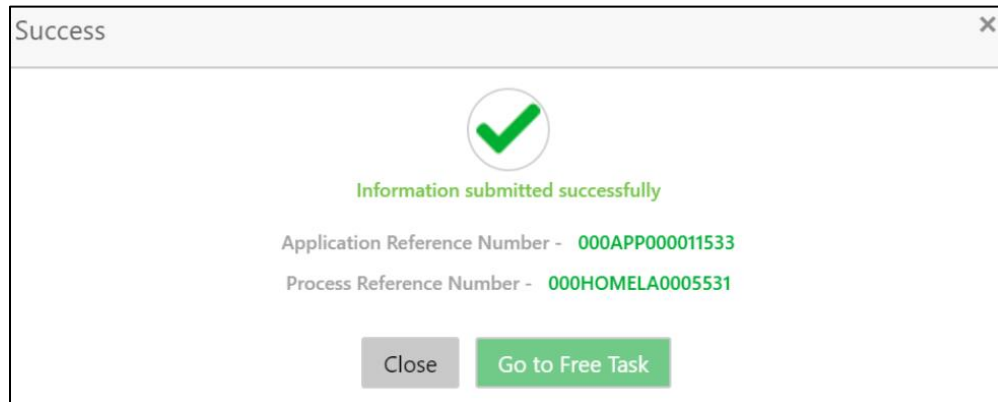 Success
Information submitted successfully
Application Reference Number - 000APP000011533
Process Reference Number - 000HOMELA0005531
Close Go to Free Task